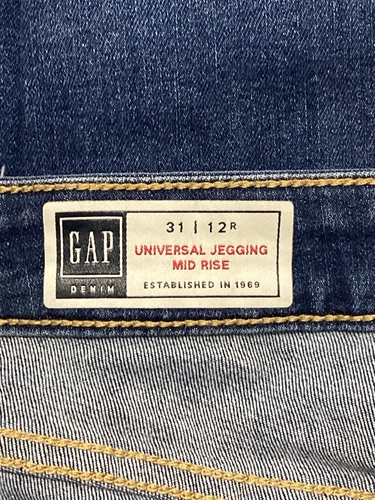 GAP
DENIM
31 | 12R
UNIVERSAL JEGGING
MID RISE
ESTABLISHED IN 1969